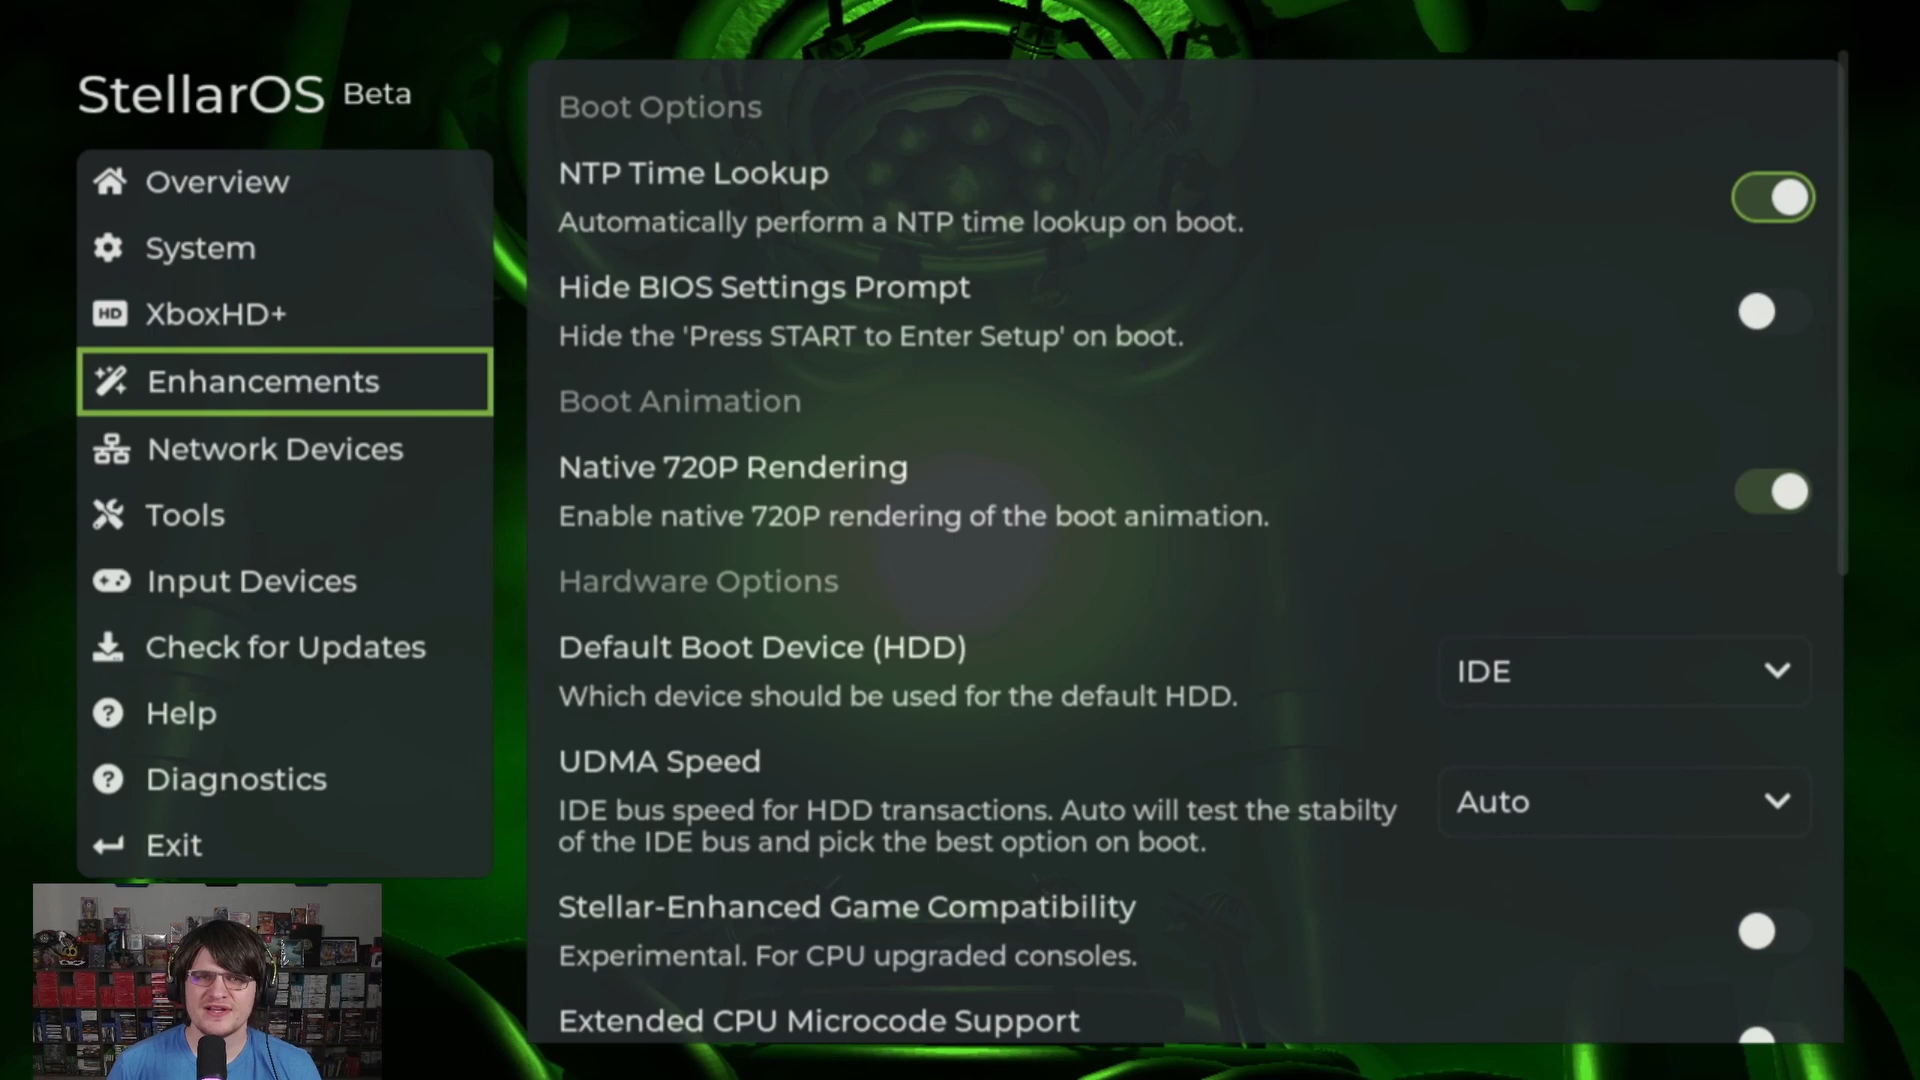 StellarOS Beta
Overview
System
HD XboxHD+
Enhancements
Network Devices
Tools
Input Devices
Check for Updates
Help
Diagnostics
Exit
Boot Options
NTP Time Lookup
Automatically perform a NTP time lookup on boot.
Hide BIOS Settings Prompt
Hide the 'Press START to Enter Setup' on boot.
Boot Animation
Native 720P Rendering
Enable native 720P rendering of the boot animation.
Hardware Options
Default Boot Device (HDD)
Which device should be used for the default HDD.
IDE
UDMA Speed
IDE bus speed for HDD transactions. Auto will test the stabilty
of the IDE bus and pick the best option on boot.
Auto
Stellar-Enhanced Game Compatibility
Experimental. For CPU upgraded consoles.
Extended CPU Microcode Support